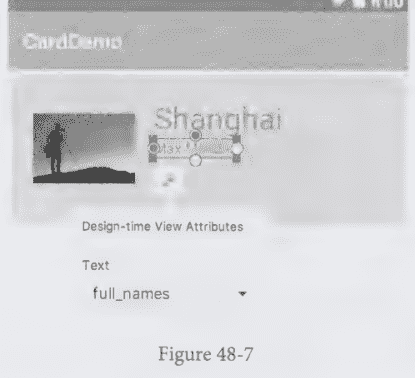 CardDemo
Shanghai
Design-time View Attributes
Text
full_names
Figure 48-7